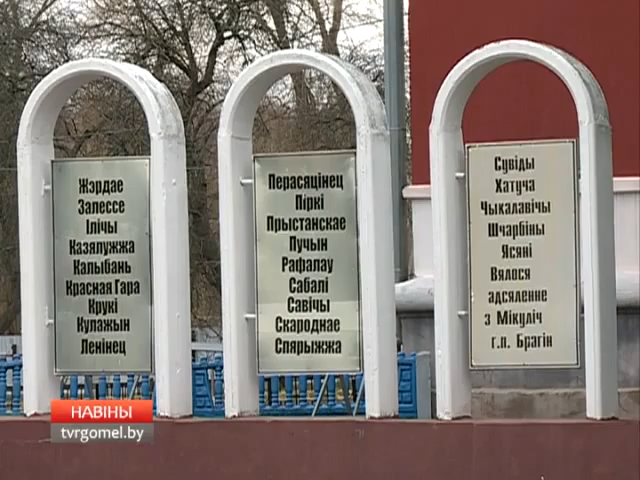 Жэрдае
Залессе
Ілічы
Казялужжа
Калыбань
Красная Гара
Крукі
Кулажын
Ленінец
Перасяцінец
Піркі
Прыстанскае
Пучын
Рафалау
Сабалі
Савічы
Скароднае
Спярыжжа
Сувіды
Хатуча
Чыкалавічы
Шчарбіны
Ясяні
Вялося
адсяленне
з Мікуліч
г.п. Брагін
НАВІНЫ
tvrgomel.by